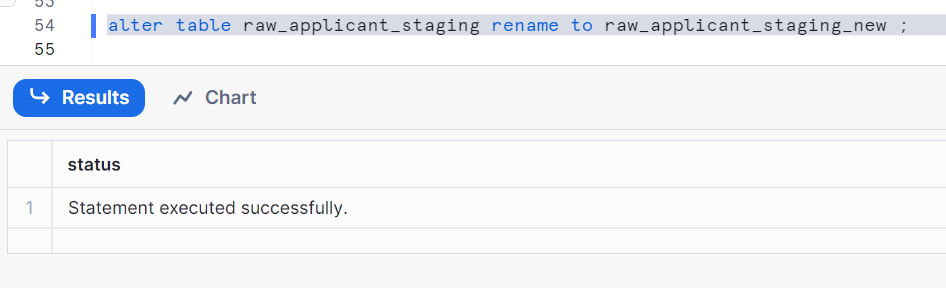 53
54 alter table raw_applicant_staging rename to raw_applicant_staging_new ;
55
Results Chart
status
1 Statement executed successfully.